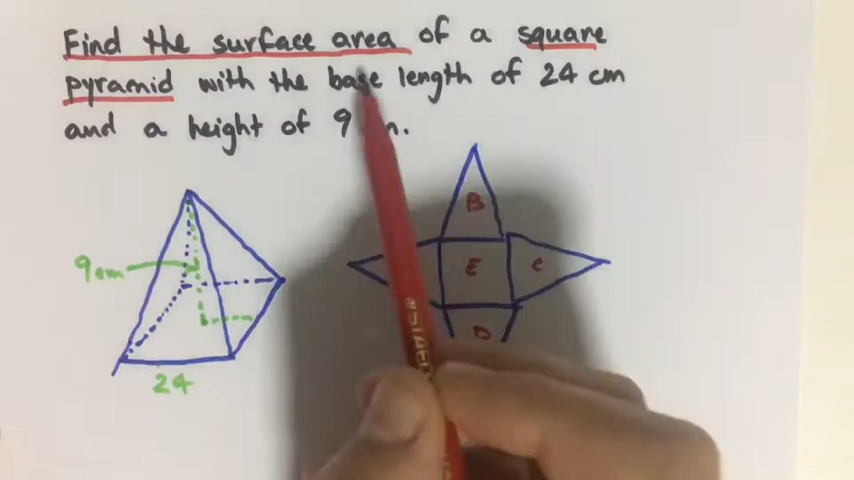 Find the surface area of a square
pyramid with the base length of 24 cm
and a height of 9
B
9cm
E
C
D
24